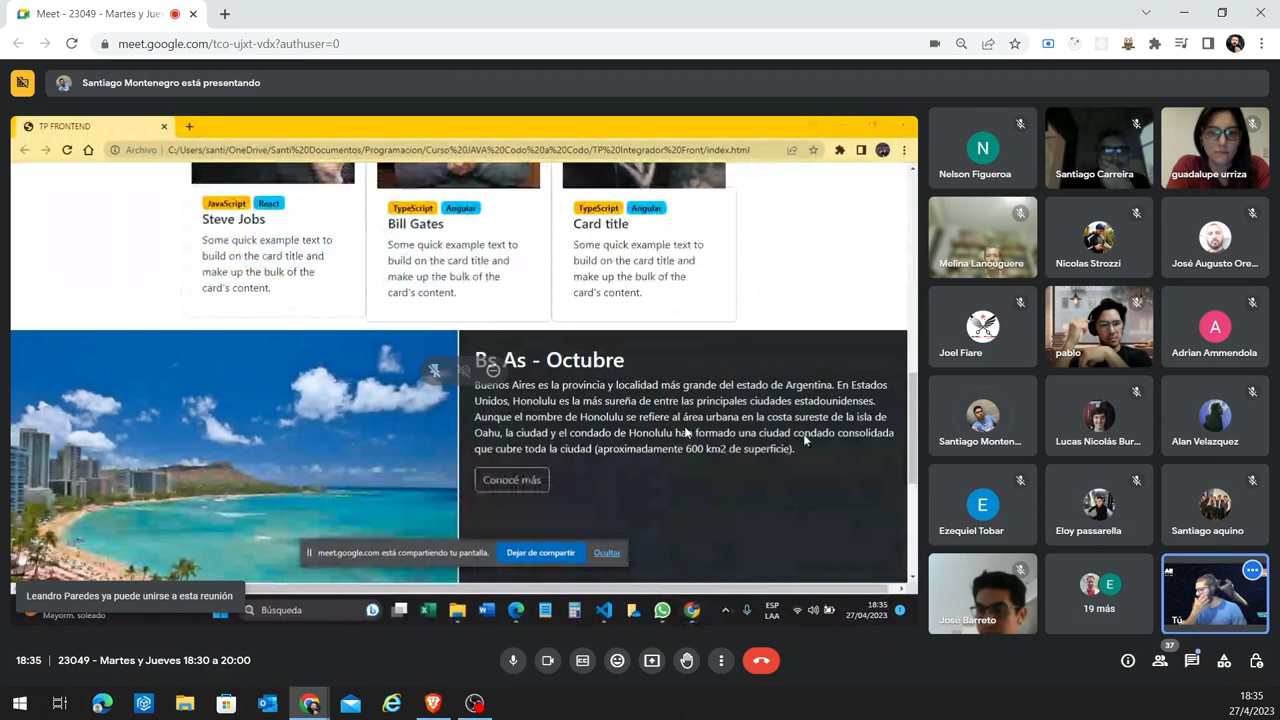 Meet - 23049 - Martes y Jueve
meet.google.com/tco-ujxt-vdx?authuser=0
Santiago Montenegro está presentando
TP FRONTEND
Archivo
C:/Users/santi/OneDrive/Santi%20Documentos/Programacion/Curso%20JAVA%20Codo%20a%20Codo/TP%20Integrador%20Front/index.html
JavaScript React
Steve Jobs
Some quick example text to
build on the card title and
make up the bulk of the
card's content.
TypeScript Angular
Bill Gates
Some quick example text to
build on the card title and
make up the bulk of the
card's content.
TypeScript Angular
Card title
Some quick example text to
build on the card title and
make up the bulk of the
card's content.
Bs As - Octubre
Buenos Aires es la provincia y localidad más grande del estado de Argentina. En Estados
Unidos, Honolulu es la más sureña de entre las principales ciudades estadounidenses.
Aunque el nombre de Honolulu se refiere al área urbana en la costa sureste de la isla de
Oahu, la ciudad y el condado de Honolulu han formado una ciudad condado consolidada
que cubre toda la ciudad (aproximadamente 600 km2 de superficie).
Conocé más
meet.google.com está compartiendo tu pantalla.
Dejar de compartir
Ocultar
Leandro Paredes ya puede unirse a esta reunión
Mayorm. soleado
Búsqueda
ESP
LAA
18:35
27/04/2023
N
Nelson Figueroa
Santiago Carreira
guadalupe urriza
Melina Lanouguere
Nicolas Strozzi
José Augusto Ore...
Joel Fiare
pablo
A
Adrian Ammendola
Santiago Monten...
Lucas Nicolás Bur...
Alan Velazquez
E
Ezequiel Tobar
Eloy passarella
Santiago aquino
José Barreto
E
19 más
Tú
18:35
23049 - Martes y Jueves 18:30 a 20:00
37
18:35
27/4/2023